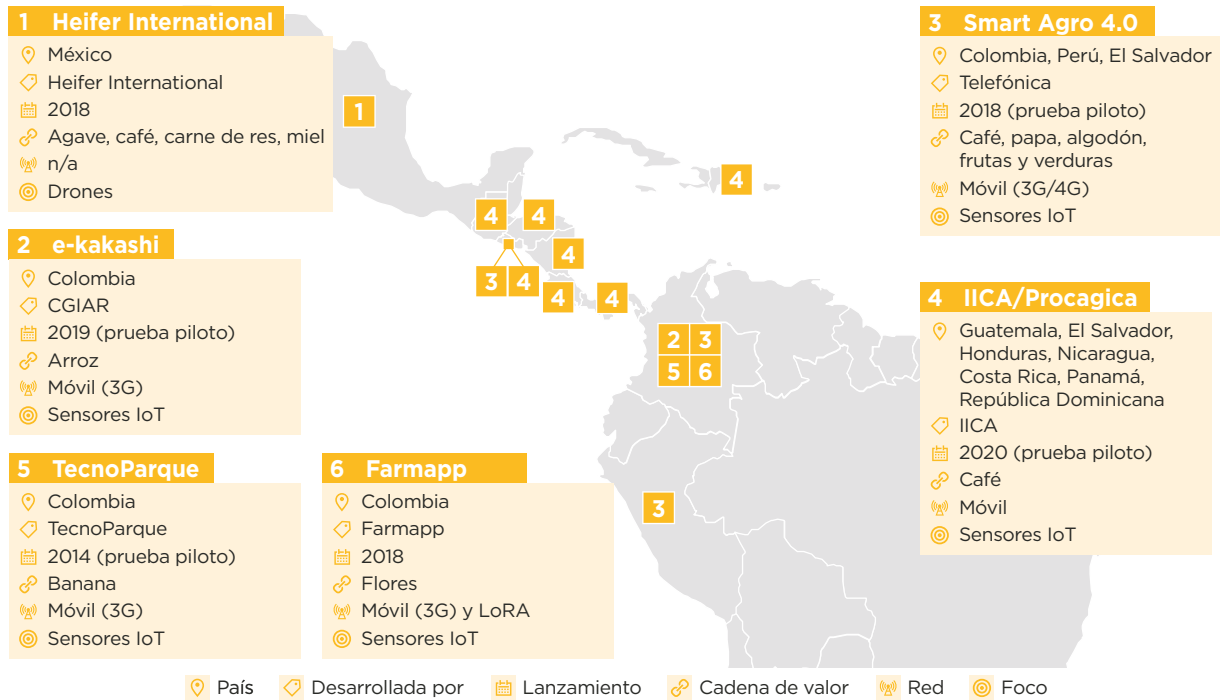 1 Heifer International
México
Heifer International
2018
Agave, café, carne de res, miel
n/a
Drones
2 e-kakashi
Colombia
CGIAR
2019 (prueba piloto)
Arroz
Móvil (3G)
Sensores IoT
5 TecnoParque
Colombia
TecnoParque
2014 (prueba piloto)
Banana
Móvil (3G)
Sensores IoT
6 Farmapp
Colombia
Farmapp
2018
Flores
Móvil (3G) y LoRA
Sensores IoT
3 Smart Agro 4.0
Colombia, Perú, El Salvador
Telefónica
2018 (prueba piloto)
Café, papa, algodón,
frutas y verduras
Móvil (3G/4G)
Sensores IoT
4 IICA/Procagica
Guatemala, El Salvador,
Honduras, Nicaragua,
Costa Rica, Panamá,
República Dominicana
IICA
2020 (prueba piloto)
Café
Móvil
Sensores IoT
1
4
4 4
4
3 4
4 4
2 3
5 6
3
País Desarrollada por Lanzamiento Cadena de valor Red Foco